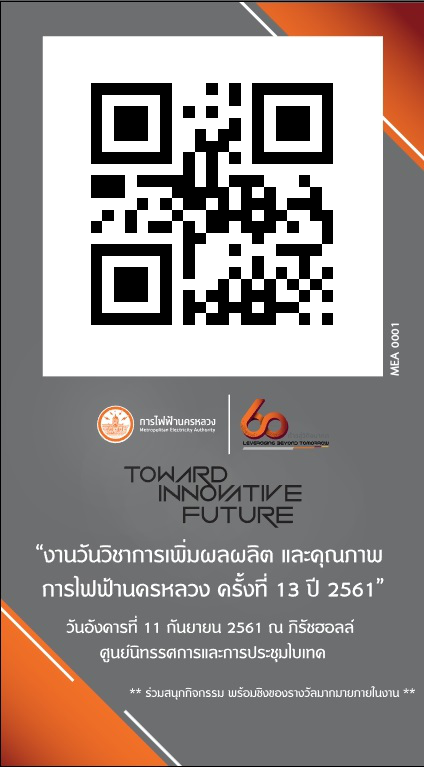 MEA 0001
การไฟฟ้านครหลวง
Metropolitan Electricity Authority
60
LEVERAGING BEYOND TOMORROW
TOWARD
INNOVATIVE
FUTURE
“งานวันวิชาการเพิ่มผลผลิต และคุณภาพ
การไฟฟ้านครหลวง ครั้งที่ 13 ปี 2561”
วันอังคารที่ 11 กันยายน 2561 ณ ภิรัชฮอลล์
ศูนย์นิทรรศการและการประชุมไบเทค
** ร่วมสนุกกิจกรรม พร้อมชิงของรางวัลมากมายภายในงาน **